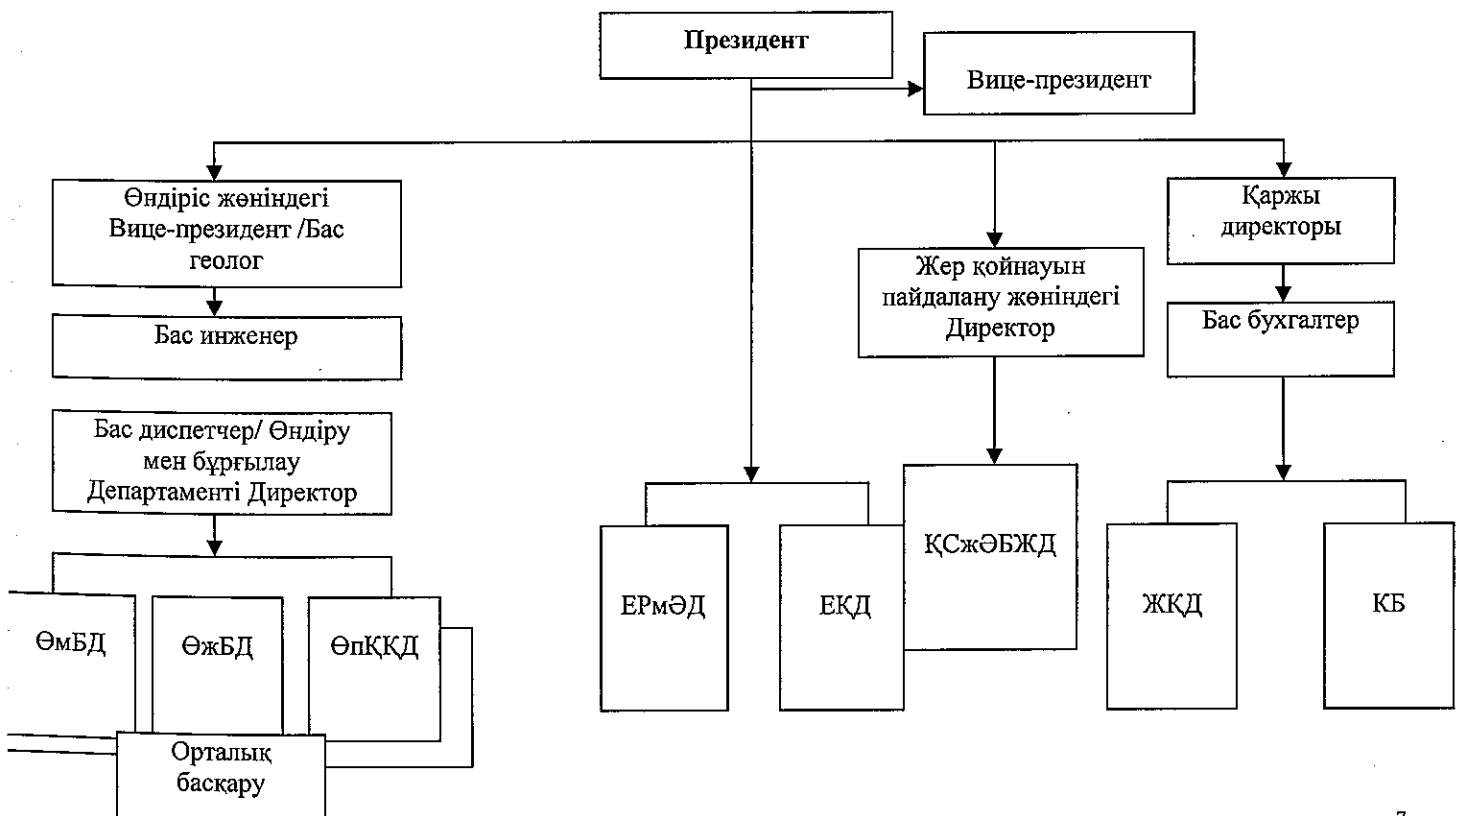 Президент
Вице-президент
Өндіріс жөніндегі
Вице-президент /Бас
геолог
Қаржы
директоры
Жер қойнауын
пайдалану жөніндегі
Директор
Бас инженер
Бас бухгалтер
Бас диспетчер/ Өндіру
мен бұрғылау
Департаменті Директор
ҚСжӘБЖД
ЕРмӘД
ЕҚД
ЖҚД
КБ
ӨмБД
ӨжБД
ӨпҚҚД
Орталық
басқару